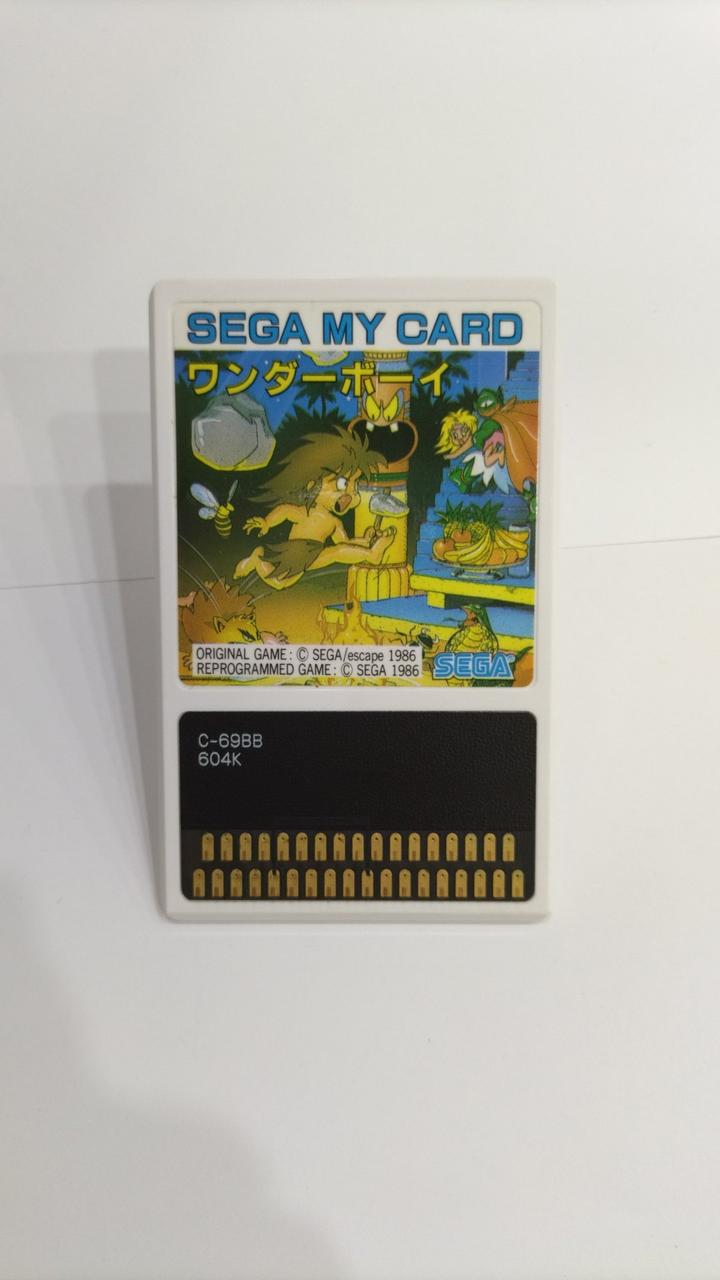 SEGA MY CARD
ワンダーボーイ
ORIGINAL GAME : © SEGA/escape 1986
REPROGRAMMED GAME : © SEGA 1986
SEGA
C-69BB
604K